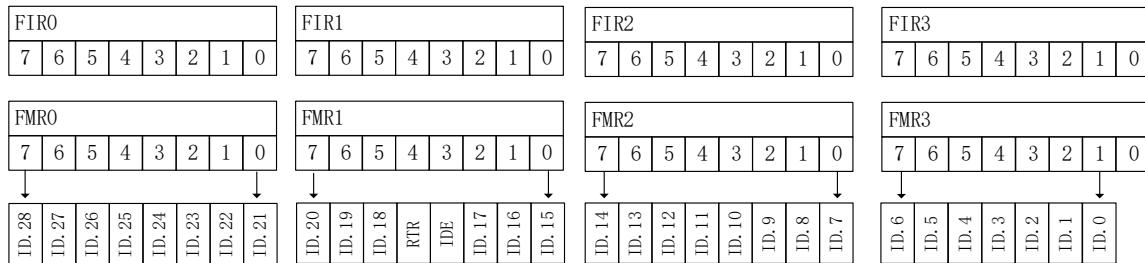 FIR0 FIR1 FIR2 FIR3
7 6 5 4 3 2 1 0 7 6 5 4 3 2 1 0 7 6 5 4 3 2 1 0 7 6 5 4 3 2 1 0
FMR0 FMR1 FMR2 FMR3
7 6 5 4 3 2 1 0 7 6 5 4 3 2 1 0 7 6 5 4 3 2 1 0 7 6 5 4 3 2 1 0
ID.28 ID.27 ID.26 ID.25 ID.24 ID.23 ID.22 ID.21 ID.20 ID.19 ID.18 RTR IDE ID.17 ID.16 ID.15 ID.14 ID.13 ID.12 ID.11 ID.10 ID.9 ID.8 ID.7 ID.6 ID.5 ID.4 ID.3 ID.2 ID.1 ID.0